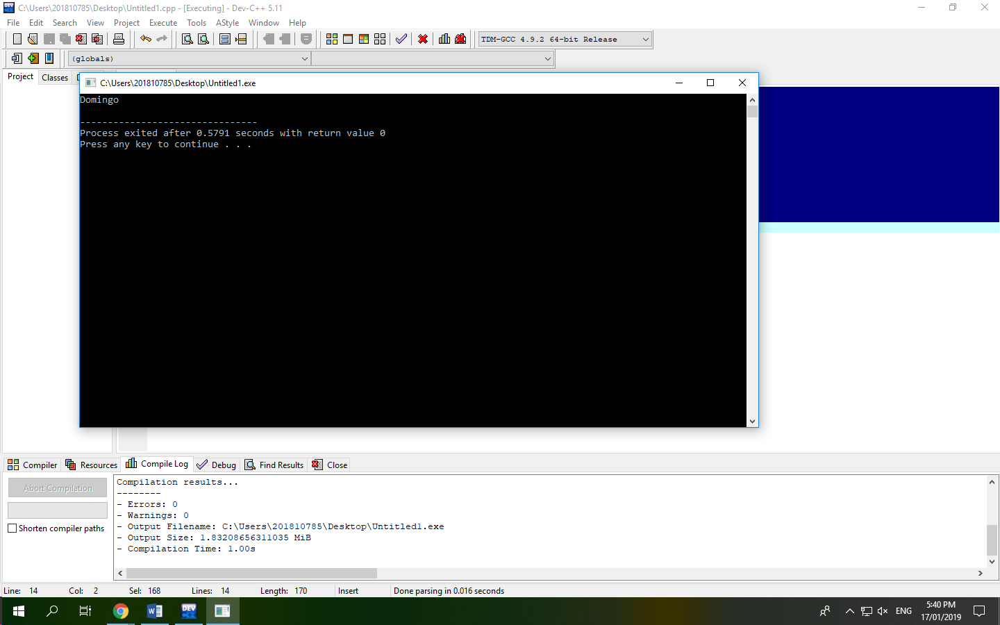 C:\Users\201810785\Desktop\Untitled1.cpp - [Executing] - Dev-C++ 5.11
File Edit Search View Project Execute Tools AStyle Window Help
TDM-GCC 4.9.2 64-bit Release
(globals)
Project Classes
C:\Users\201810785\Desktop\Untitled1.exe
Domingo
--------------------------------
Process exited after 0.5791 seconds with return value 0
Press any key to continue . . .
Compiler Resources Compile Log Debug Find Results Close
Abort Compilation
Shorten compiler paths
Compilation results...
--------
- Errors: 0
- Warnings: 0
- Output Filename: C:\Users\201810785\Desktop\Untitled1.exe
- Output Size: 1.83208656311035 MiB
- Compilation Time: 1.00s
Line: 14 Col: 2 Sel: 168 Lines: 14 Length: 170 Insert Done parsing in 0.016 seconds
DEV
ENG
5:40 PM
17/01/2019